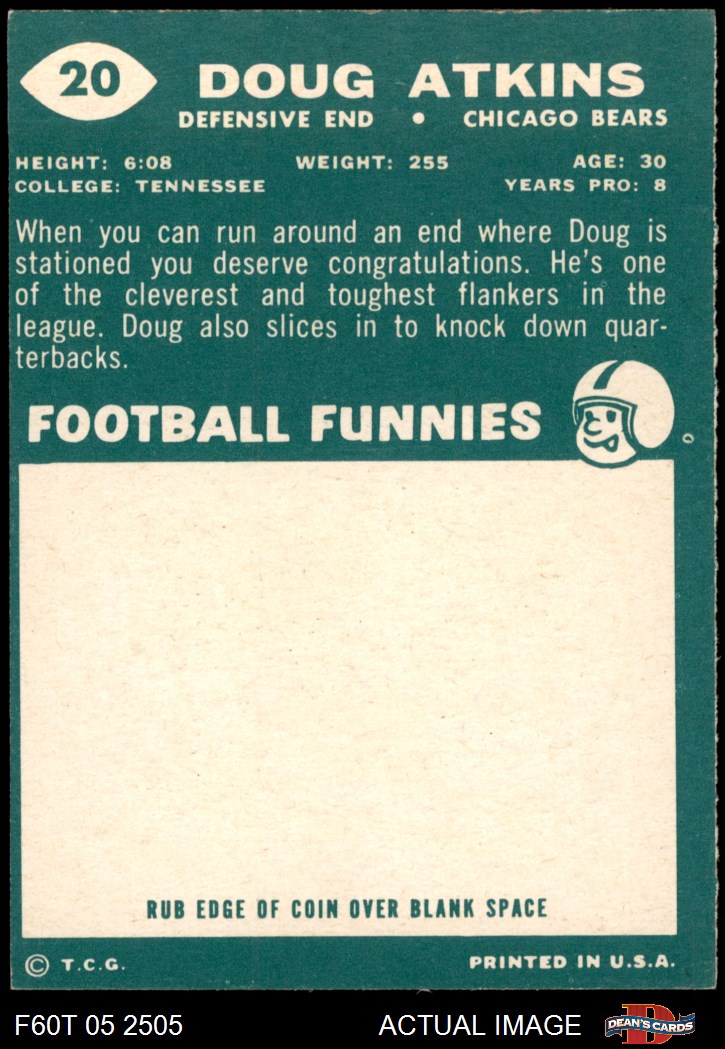 20
DOUG ATKINS
DEFENSIVE END • CHICAGO BEARS
HEIGHT: 6:08 WEIGHT: 255 AGE: 30
COLLEGE: TENNESSEE YEARS PRO: 8
When you can run around an end where Doug is
stationed you deserve congratulations. He's one
of the cleverest and toughest flankers in the
league. Doug also slices in to knock down quar-
terbacks.
FOOTBALL FUNNIES
RUB EDGE OF COIN OVER BLANK SPACE
© T.C.G. PRINTED IN U.S.A.
F60T 05 2505 ACTUAL IMAGE D DEAN'S CARDS